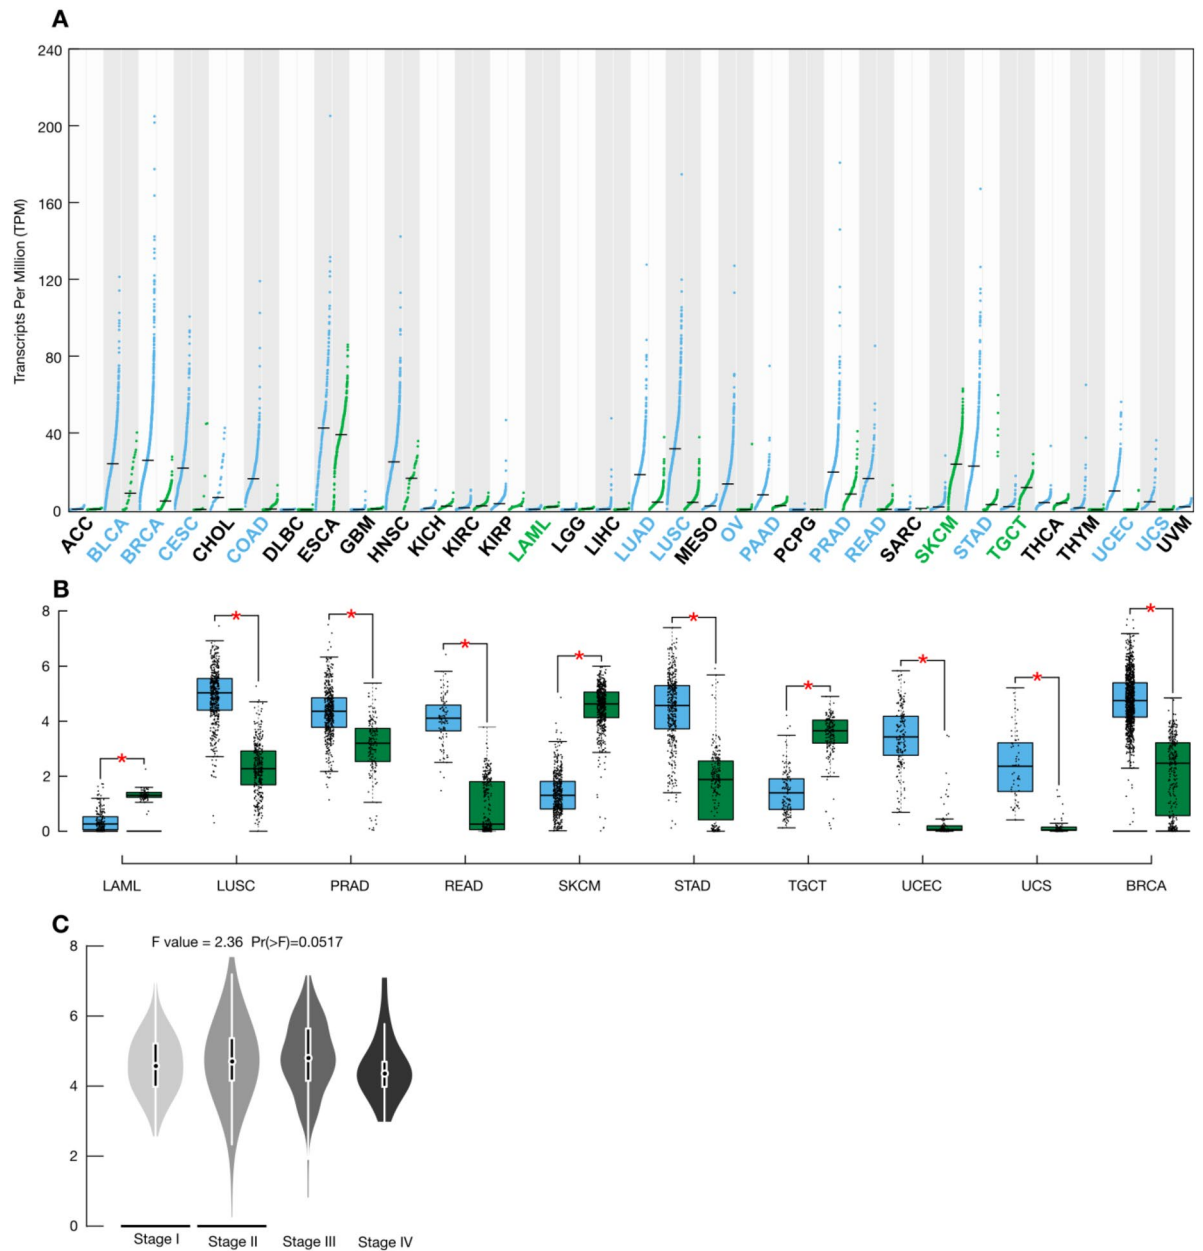 A
240
200
160
120
80
40
0
Transcripts Per Million (TPM)
ACC
BLCA
BRCA
CESC
CHOL
COAD
DLBC
ESCA
GBM
HNSC
KICH
KIRC
KIRP
LAML
LGG
LIHC
LUAD
LUSC
MESO
OV
PAAD
PCPG
PRAD
READ
SARC
SKCM
STAD
TGCT
THCA
THYM
UCEC
UCS
UVM
B
8
6
4
2
0
* * * * * * * * * *
LAML LUSC PRAD READ SKCM STAD TGCT UCEC UCS BRCA
C
F value = 2.36 Pr(>F)=0.0517
8
6
4
2
0
Stage I Stage II Stage III Stage IV